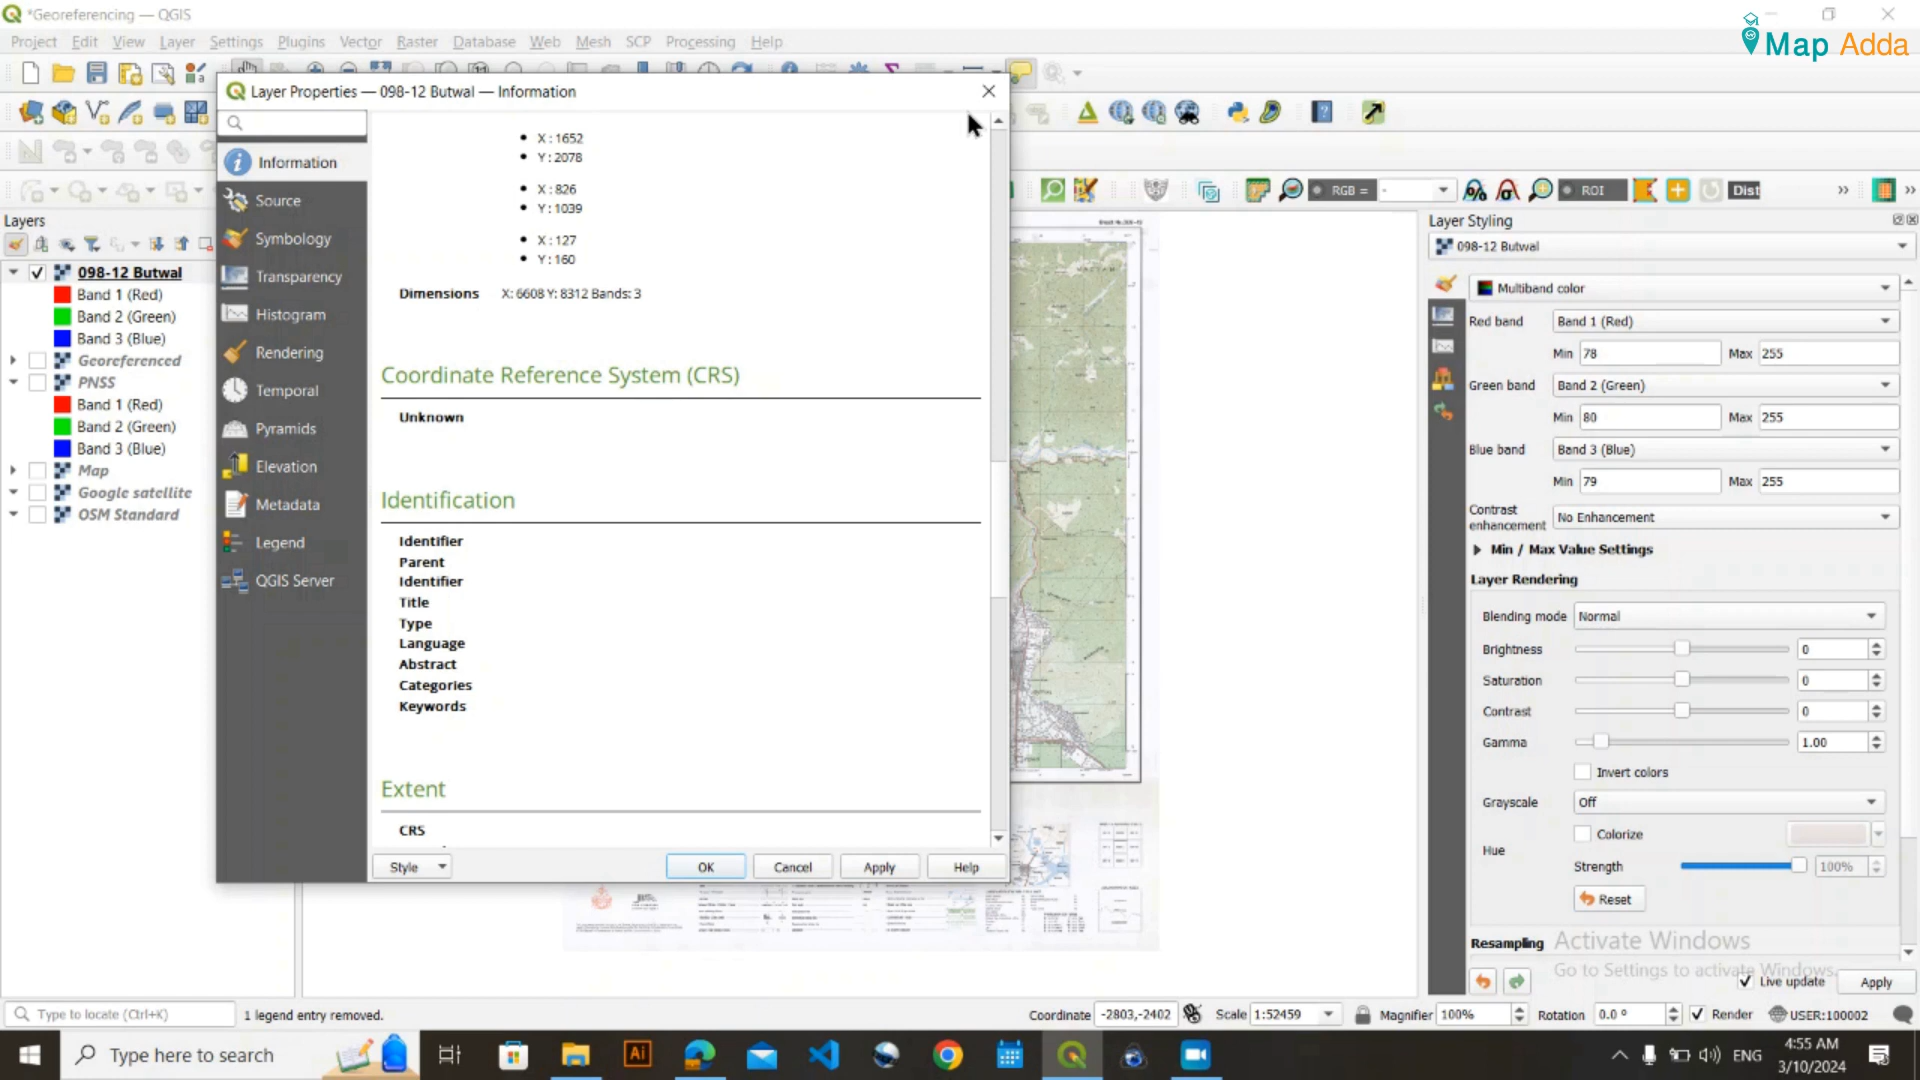 *Georeferencing — QGIS
Map Adda
Project Edit View Layer Settings Plugins Vector Raster Database Web Mesh SCP Processing Help
Layer Properties — 098-12 Butwal — Information
Information
Source
Symbology
Transparency
Histogram
Rendering
Temporal
Pyramids
Elevation
Metadata
Legend
QGIS Server
X : 1652
Y : 2078
X : 826
Y : 1039
X : 127
Y : 160
Dimensions X: 6608 Y: 8312 Bands: 3
Coordinate Reference System (CRS)
Unknown
Identification
Identifier
Parent
Identifier
Title
Type
Language
Abstract
Categories
Keywords
Extent
CRS
Style OK Cancel Apply Help
RGB = - ROI Dist
Layers
098-12 Butwal
Band 1 (Red)
Band 2 (Green)
Band 3 (Blue)
Georeferenced
PNSS
Band 1 (Red)
Band 2 (Green)
Band 3 (Blue)
Map
Google satellite
OSM Standard
Layer Styling
098-12 Butwal
Multiband color
Red band Band 1 (Red)
Min 78 Max 255
Green band Band 2 (Green)
Min 80 Max 255
Blue band Band 3 (Blue)
Min 79 Max 255
Contrast enhancement No Enhancement
Min / Max Value Settings
Layer Rendering
Blending mode Normal
Brightness 0
Saturation 0
Contrast 0
Gamma 1.00
Invert colors
Grayscale Off
Colorize
Hue
Strength 100%
Reset
Resampling
Activate Windows
Go to Settings to activate Windows.
Live update Apply
Type to locate (Ctrl+K) 1 legend entry removed. Coordinate -2803,-2402 Scale 1:52459 Magnifier 100% Rotation 0.0 ° Render USER:100002
Type here to search
Ai
ENG
4:55 AM
3/10/2024